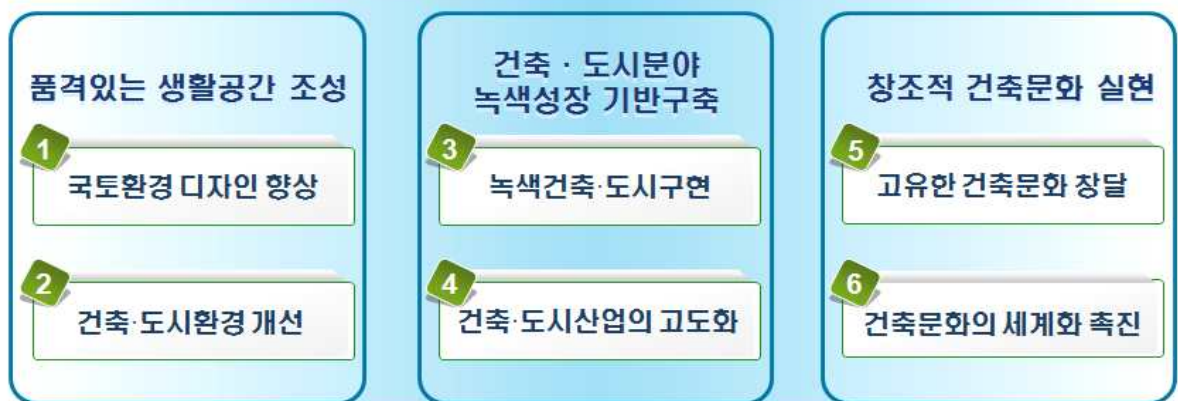 품격있는 생활공간 조성
1
국토환경 디자인 향상
2
건축·도시환경 개선
건축 · 도시분야
녹색성장 기반구축
3
녹색건축·도시구현
4
건축·도시산업의 고도화
창조적 건축문화 실현
5
고유한 건축문화 창달
6
건축문화의 세계화 촉진